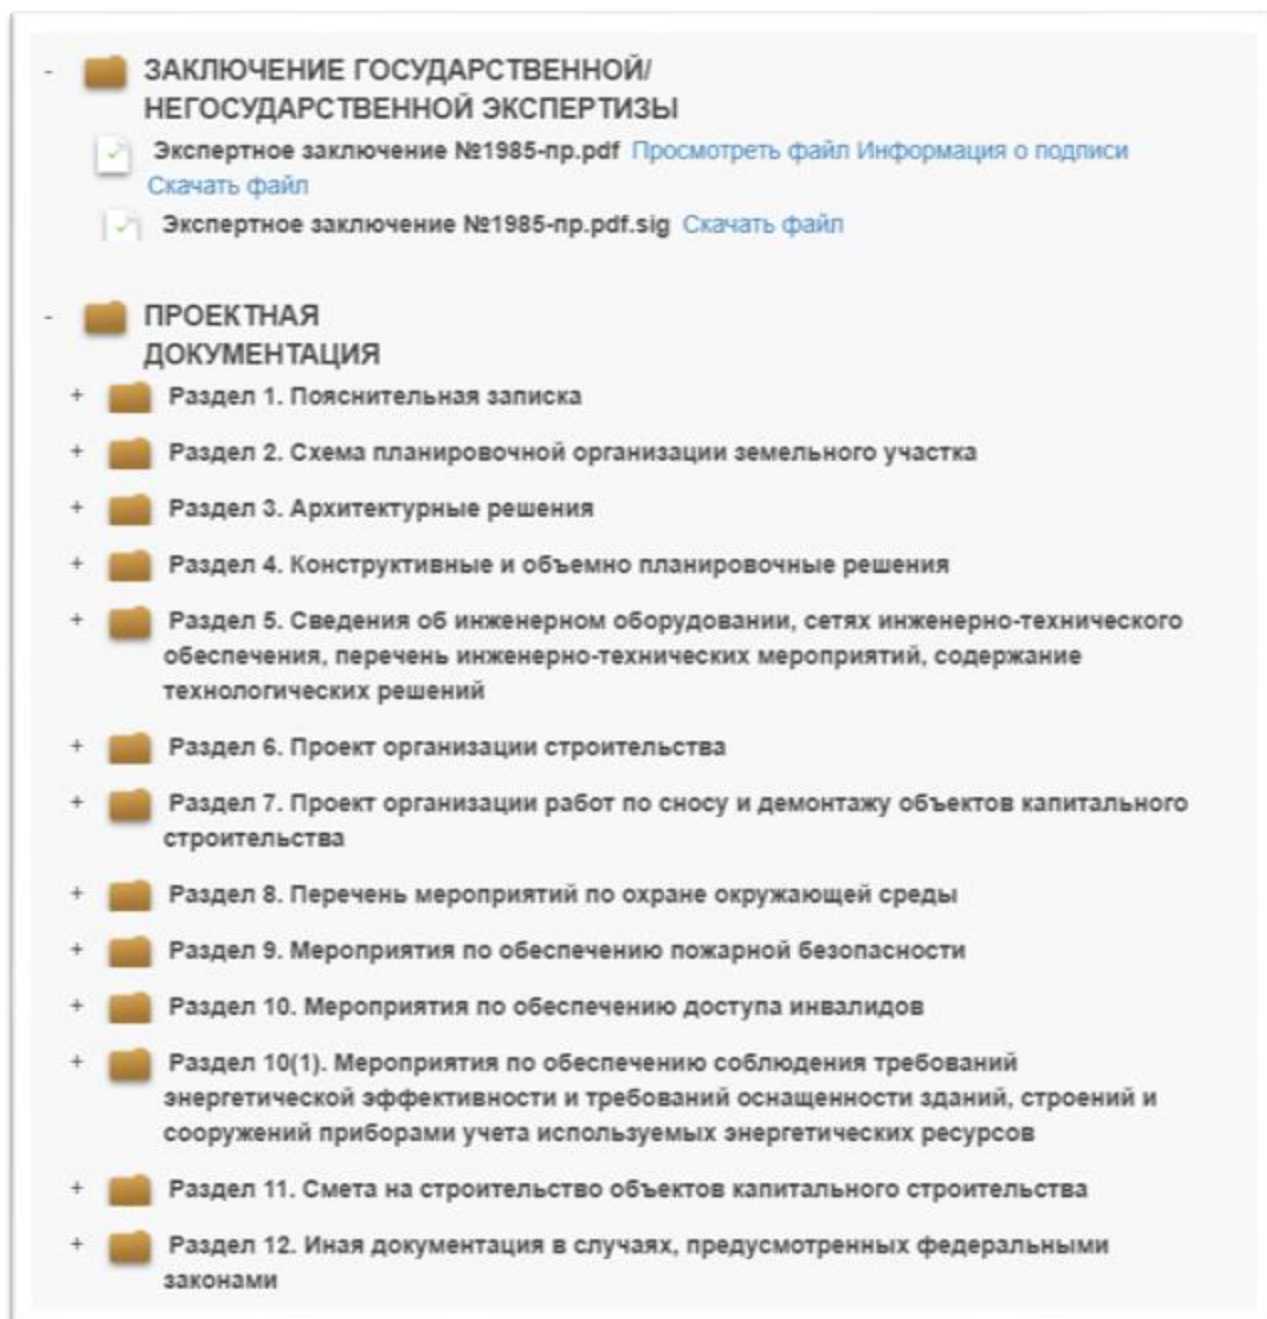 - ЗАКЛЮЧЕНИЕ ГОСУДАРСТВЕННОЙ/
НЕГОСУДАРСТВЕННОЙ ЭКСПЕРТИЗЫ
Экспертное заключение №1985-пр.pdf Просмотреть файл Информация о подписи
Скачать файл
Экспертное заключение №1985-пр.pdf.sig Скачать файл
- ПРОЕКТНАЯ
ДОКУМЕНТАЦИЯ
+ Раздел 1. Пояснительная записка
+ Раздел 2. Схема планировочной организации земельного участка
+ Раздел 3. Архитектурные решения
+ Раздел 4. Конструктивные и объемно планировочные решения
+ Раздел 5. Сведения об инженерном оборудовании, сетях инженерно-технического
обеспечения, перечень инженерно-технических мероприятий, содержание
технологических решений
+ Раздел 6. Проект организации строительства
+ Раздел 7. Проект организации работ по сносу и демонтажу объектов капитального
строительства
+ Раздел 8. Перечень мероприятий по охране окружающей среды
+ Раздел 9. Мероприятия по обеспечению пожарной безопасности
+ Раздел 10. Мероприятия по обеспечению доступа инвалидов
+ Раздел 10(1). Мероприятия по обеспечению соблюдения требований
энергетической эффективности и требований оснащенности зданий, строений и
сооружений приборами учета используемых энергетических ресурсов
+ Раздел 11. Смета на строительство объектов капитального строительства
+ Раздел 12. Иная документация в случаях, предусмотренных федеральными
законами